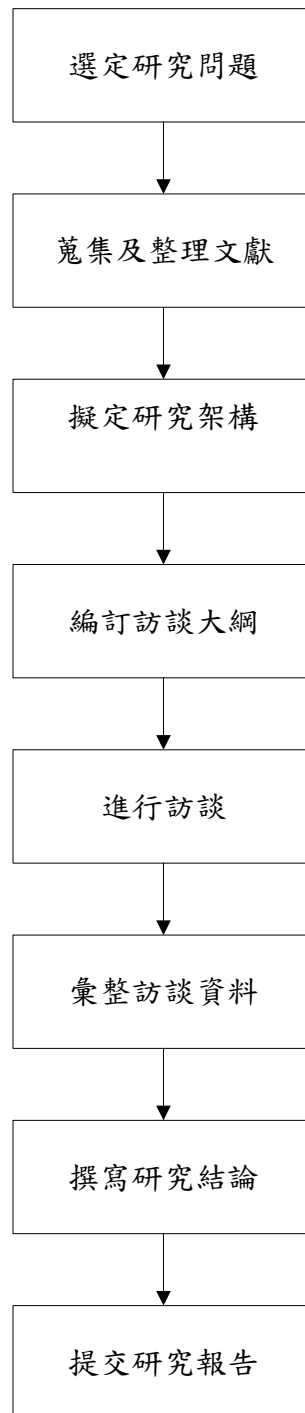 選定研究問題
蒐集及整理文獻
擬定研究架構
編訂訪談大綱
進行訪談
彙整訪談資料
撰寫研究結論
提交研究報告